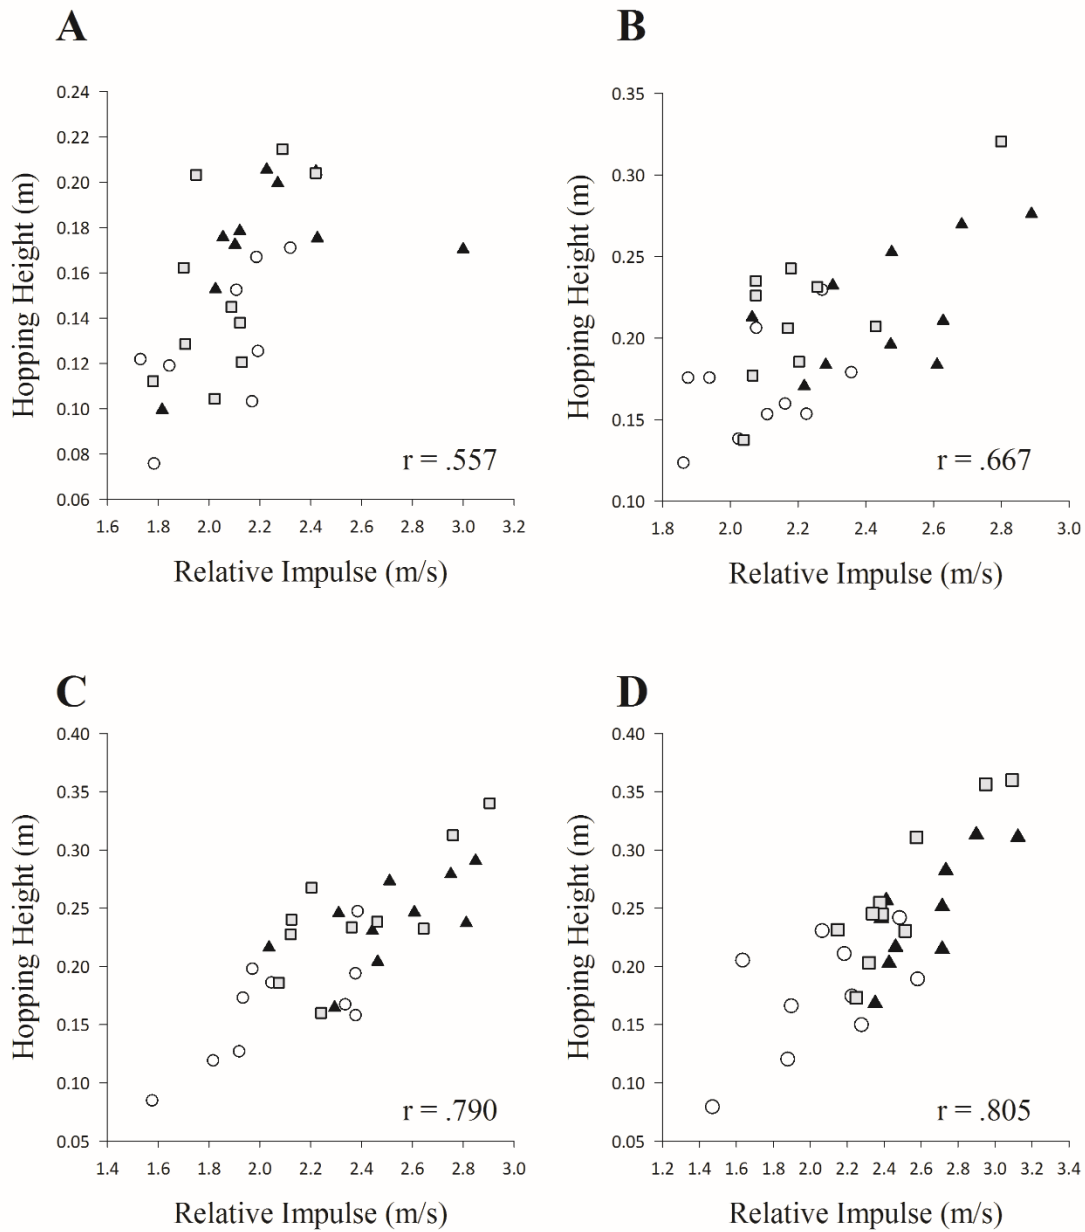 A
0.24
0.22
0.20
0.18
0.16
0.14
0.12
0.10
0.08
0.06
Hopping Height (m)
r = .557
1.6 1.8 2.0 2.2 2.4 2.6 2.8 3.0 3.2
Relative Impulse (m/s)
B
0.35
0.30
0.25
0.20
0.15
0.10
Hopping Height (m)
r = .667
1.8 2.0 2.2 2.4 2.6 2.8 3.0
Relative Impulse (m/s)
C
0.40
0.35
0.30
0.25
0.20
0.15
0.10
0.05
Hopping Height (m)
r = .790
1.4 1.6 1.8 2.0 2.2 2.4 2.6 2.8 3.0
Relative Impulse (m/s)
D
0.40
0.35
0.30
0.25
0.20
0.15
0.10
0.05
Hopping Height (m)
r = .805
1.2 1.4 1.6 1.8 2.0 2.2 2.4 2.6 2.8 3.0 3.2 3.4
Relative Impulse (m/s)